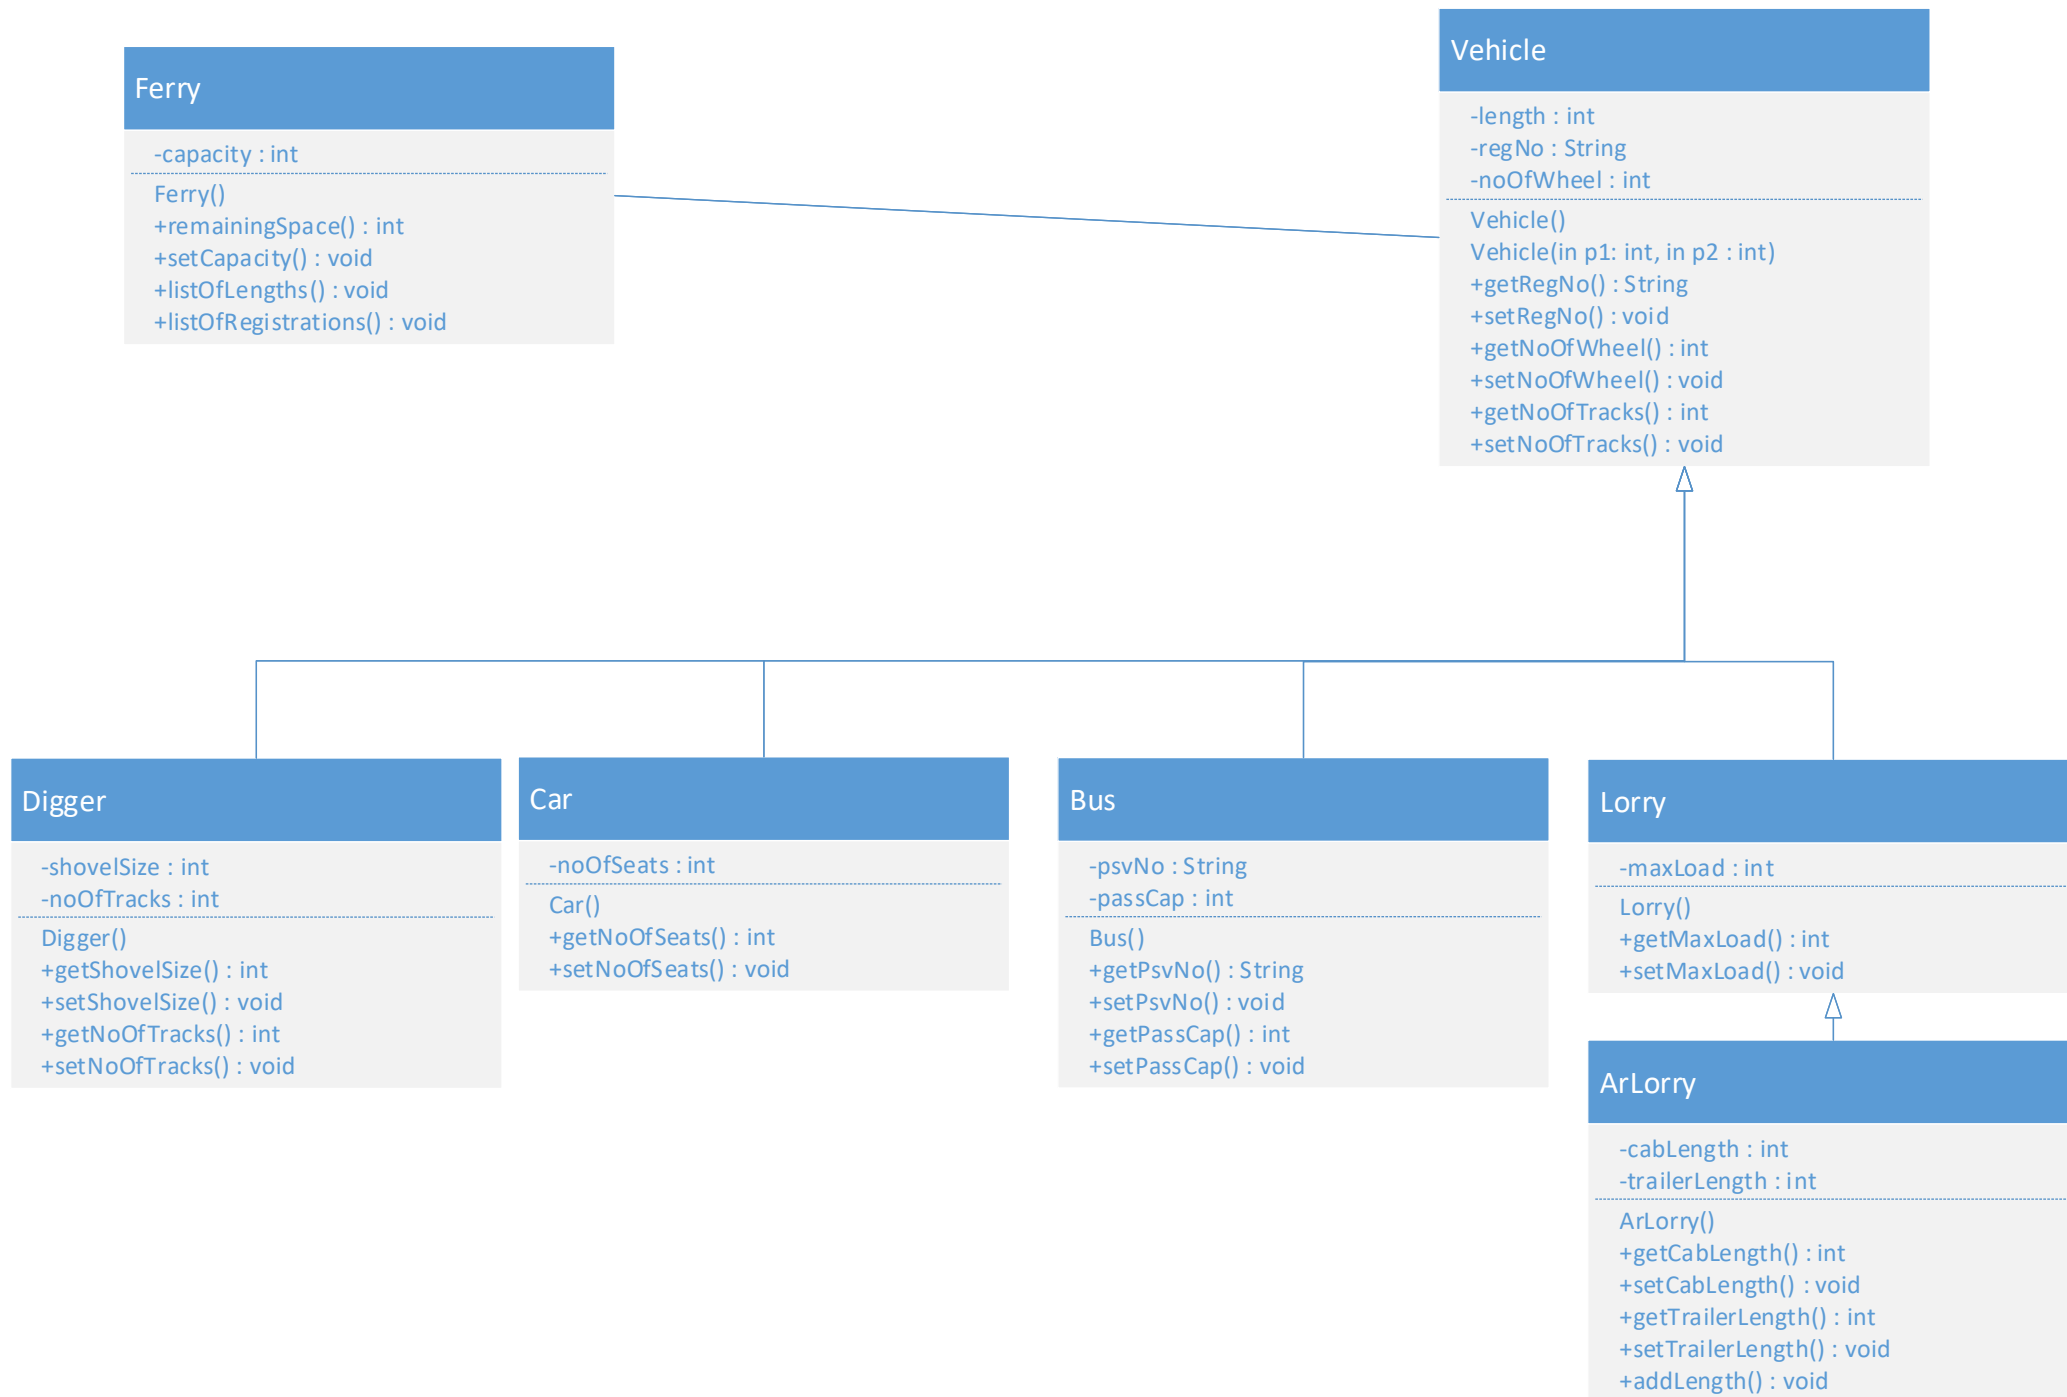 Ferry
-capacity : int
Ferry()
+remainingSpace() : int
+setCapacity() : void
+listOfLengths() : void
+listOfRegistrations() : void
Vehicle
-length : int
-regNo : String
-noOfWheel : int
Vehicle()
Vehicle(in p1: int, in p2 : int)
+getRegNo() : String
+setRegNo() : void
+getNoOfWheel() : int
+setNoOfWheel() : void
+getNoOfTracks() : int
+setNoOfTracks() : void
Digger
-shovelSize : int
-noOfTracks : int
Digger()
+getShovelSize() : int
+setShovelSize() : void
+getNoOfTracks() : int
+setNoOfTracks() : void
Car
-noOfSeats : int
Car()
+getNoOfSeats() : int
+setNoOfSeats() : void
Bus
-psvNo : String
-passCap : int
Bus()
+getPsvNo() : String
+setPsvNo() : void
+getPassCap() : int
+setPassCap() : void
Lorry
-maxLoad : int
Lorry()
+getMaxLoad() : int
+setMaxLoad() : void
ArLorry
-cabLength : int
-trailerLength : int
ArLorry()
+getCabLength() : int
+setCabLength() : void
+getTrailerLength() : int
+setTrailerLength() : void
+addLength() : void